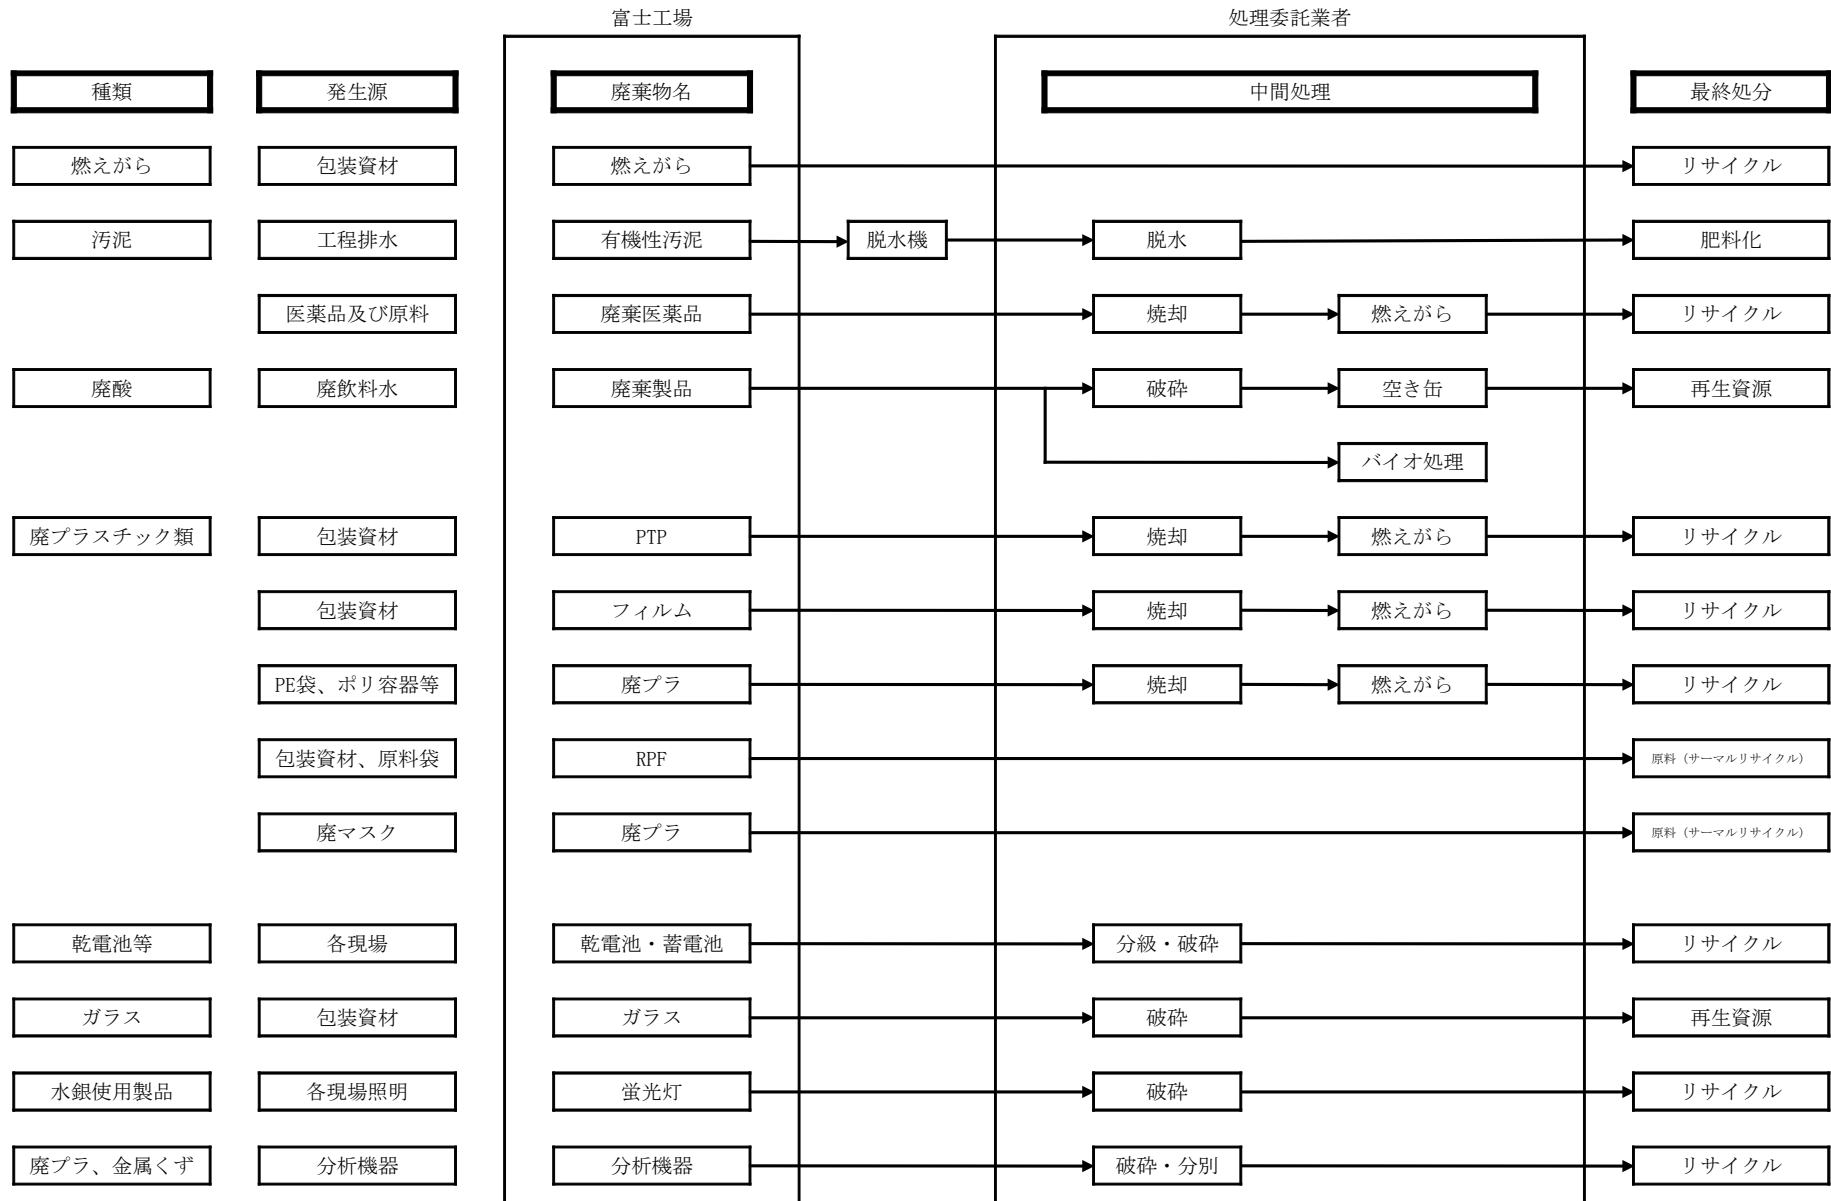 富士工場 処理委託業者
種類 発生源 廃棄物名 中間処理 最終処分
燃えがら 包装資材 燃えがら リサイクル
汚泥 工程排水 有機性汚泥 脱水機 脱水 肥料化
医薬品及び原料 廃棄医薬品 焼却 燃えがら リサイクル
廃酸 廃飲料水 廃棄製品 破砕 空き缶 再生資源
バイオ処理
廃プラスチック類 包装資材 PTP 焼却 燃えがら リサイクル
包装資材 フィルム 焼却 燃えがら リサイクル
PE袋、ポリ容器等 廃プラ 焼却 燃えがら リサイクル
包装資材、原料袋 RPF 原料（サーマルリサイクル）
廃マスク 廃プラ 原料（サーマルリサイクル）
乾電池等 各現場 乾電池・蓄電池 分級・破砕 リサイクル
ガラス 包装資材 ガラス 破砕 再生資源
水銀使用製品 各現場照明 蛍光灯 破砕 リサイクル
廃プラ、金属くず 分析機器 分析機器 破砕・分別 リサイクル